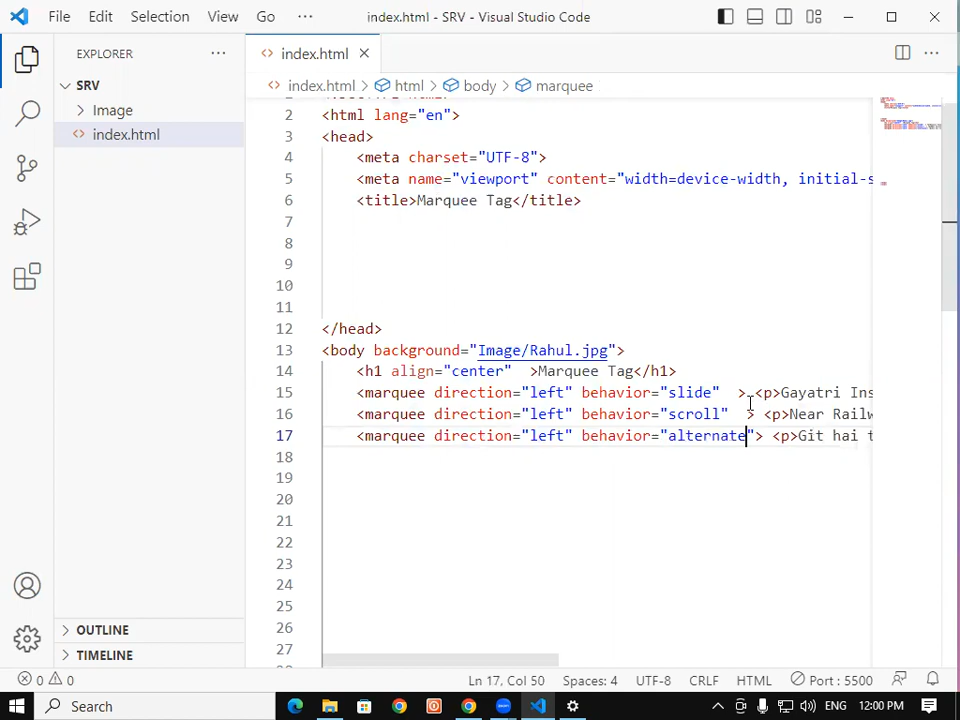 File Edit Selection View Go ··· index.html - SRV - Visual Studio Code
EXPLORER ···
index.html
SRV
index.html > html > body > marquee
Image
index.html
2 <html lang="en">
3 <head>
4 <meta charset="UTF-8">
5 <meta name="viewport" content="width=device-width, initial-s
6 <title>Marquee Tag</title>
7
8
9
10
11
12 </head>
13 <body background="Image/Rahul.jpg">
14 <h1 align="center" >Marquee Tag</h1>
15 <marquee direction="left" behavior="slide" > <p>Gayatri Ins
16 <marquee direction="left" behavior="scroll" > <p>Near Railw
17 <marquee direction="left" behavior="alternate"> <p>Git hai t
18
19
20
21
22
23
24
25
26
27
OUTLINE
TIMELINE
0 0 Ln 17, Col 50 Spaces: 4 UTF-8 CRLF HTML Port : 5500
Search ENG 12:00 PM